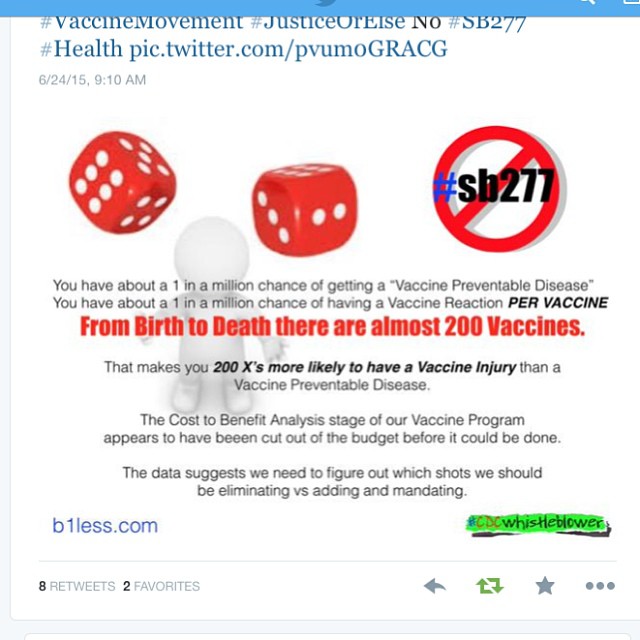 #VaccineMovement #JusticeOrElse No #SB277
#Health pic.twitter.com/pvumoGRACG
6/24/15, 9:10 AM
#sb277
You have about a 1 in a million chance of getting a "Vaccine Preventable Disease"
You have about a 1 in a million chance of having a Vaccine Reaction PER VACCINE
From Birth to Death there are almost 200 Vaccines.
That makes you 200 X's more likely to have a Vaccine Injury than a
Vaccine Preventable Disease.
The Cost to Benefit Analysis stage of our Vaccine Program
appears to have beeen cut out of the budget before it could be done.
The data suggests we need to figure out which shots we should
be eliminating vs adding and mandating.
b1less.com
#CDCwhistleblower
8 RETWEETS 2 FAVORITES